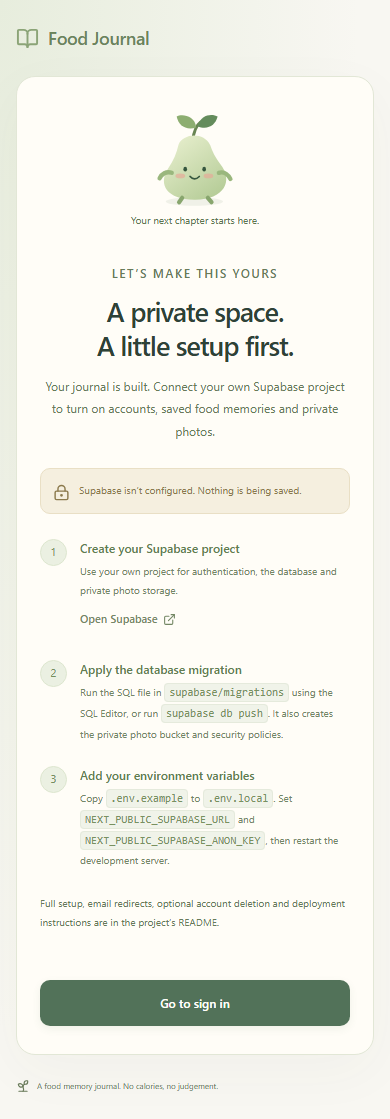 Food Journal
Your next chapter starts here.
LET'S MAKE THIS YOURS
A private space.
A little setup first.
Your journal is built. Connect your own Supabase project
to turn on accounts, saved food memories and private
photos.
Supabase isn't configured. Nothing is being saved.
1
Create your Supabase project
Use your own project for authentication, the database and
private photo storage.
Open Supabase
2
Apply the database migration
Run the SQL file in supabase/migrations using the
SQL Editor, or run supabase db push. It also creates
the private photo bucket and security policies.
3
Add your environment variables
Copy .env.example to .env.local. Set
NEXT_PUBLIC_SUPABASE_URL and
NEXT_PUBLIC_SUPABASE_ANON_KEY, then restart the
development server.
Full setup, email redirects, optional account deletion and deployment
instructions are in the project's README.
Go to sign in
A food memory journal. No calories, no judgement.